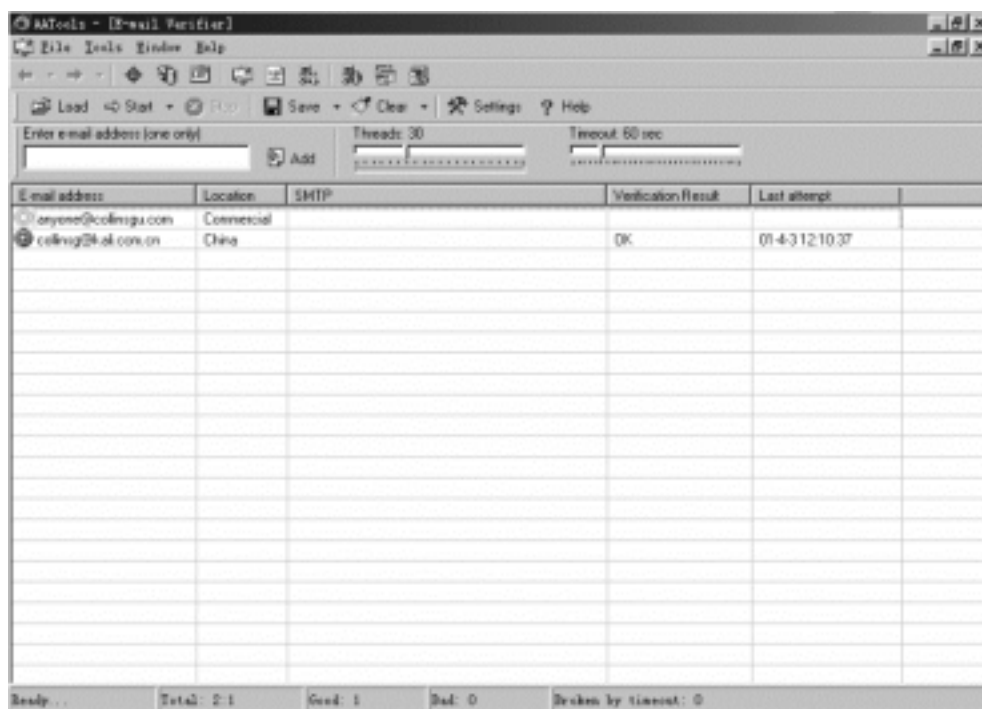 AATools - [E-mail Verifier]
File Tools Window Help
Load Start Stop Save Clear Settings ? Help
Enter e-mail address (one only) Threads: 30 Timeout: 60 sec
Add
E-mail address Location SMTP Verification Result Last attempt
anyone@collinsgu.com Commercial
China OK 01-4-3 12:10:37
Ready... Total: 2:1 Good: 1 Bad: 0 Broken by timeout: 0